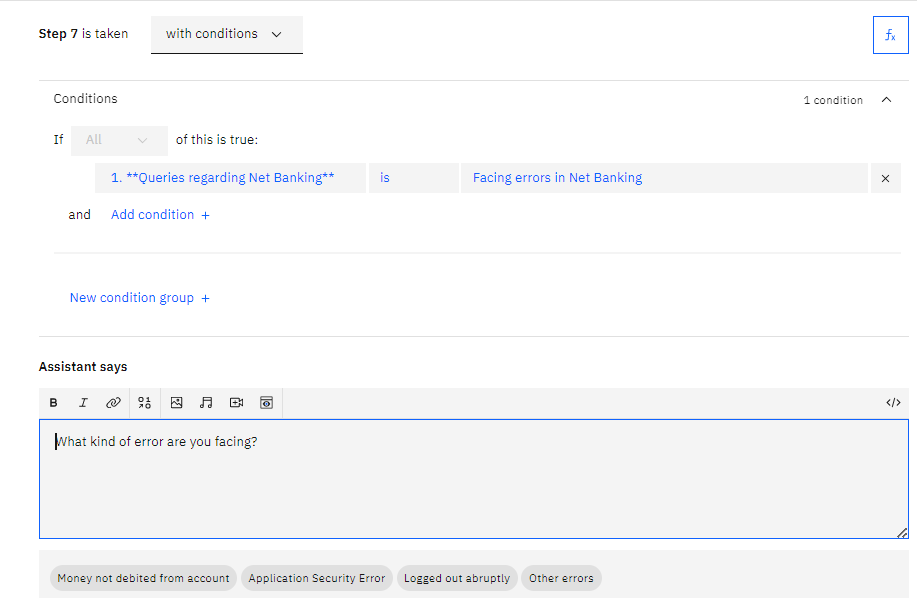 Step 7 is taken with conditions
fx
Conditions 1 condition
If All of this is true:
1. **Queries regarding Net Banking** is Facing errors in Net Banking
and Add condition +
New condition group +
Assistant says
B I </>
What kind of error are you facing?
Money not debited from account Application Security Error Logged out abruptly Other errors